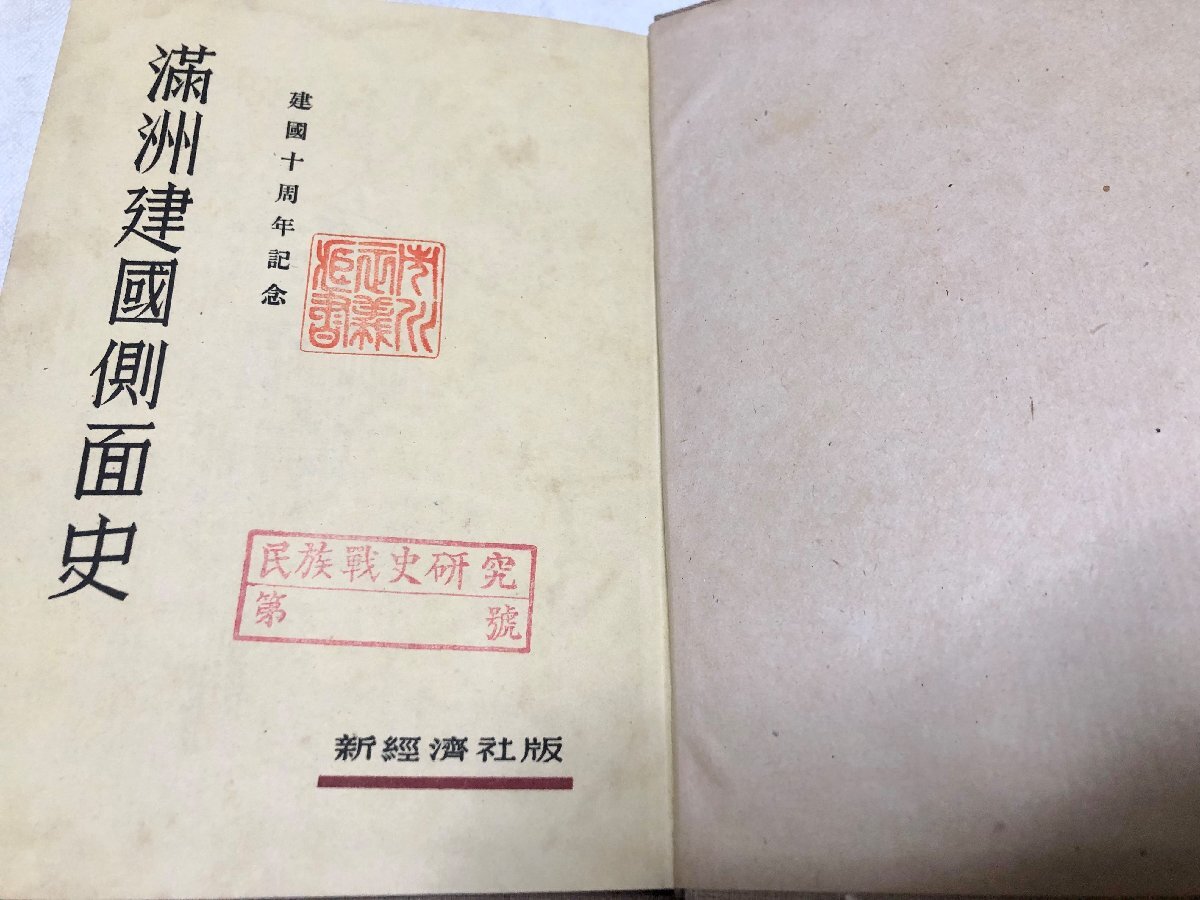 建國十周年記念
滿洲建國側面史
民族戰史研究
第　號
新經濟社版